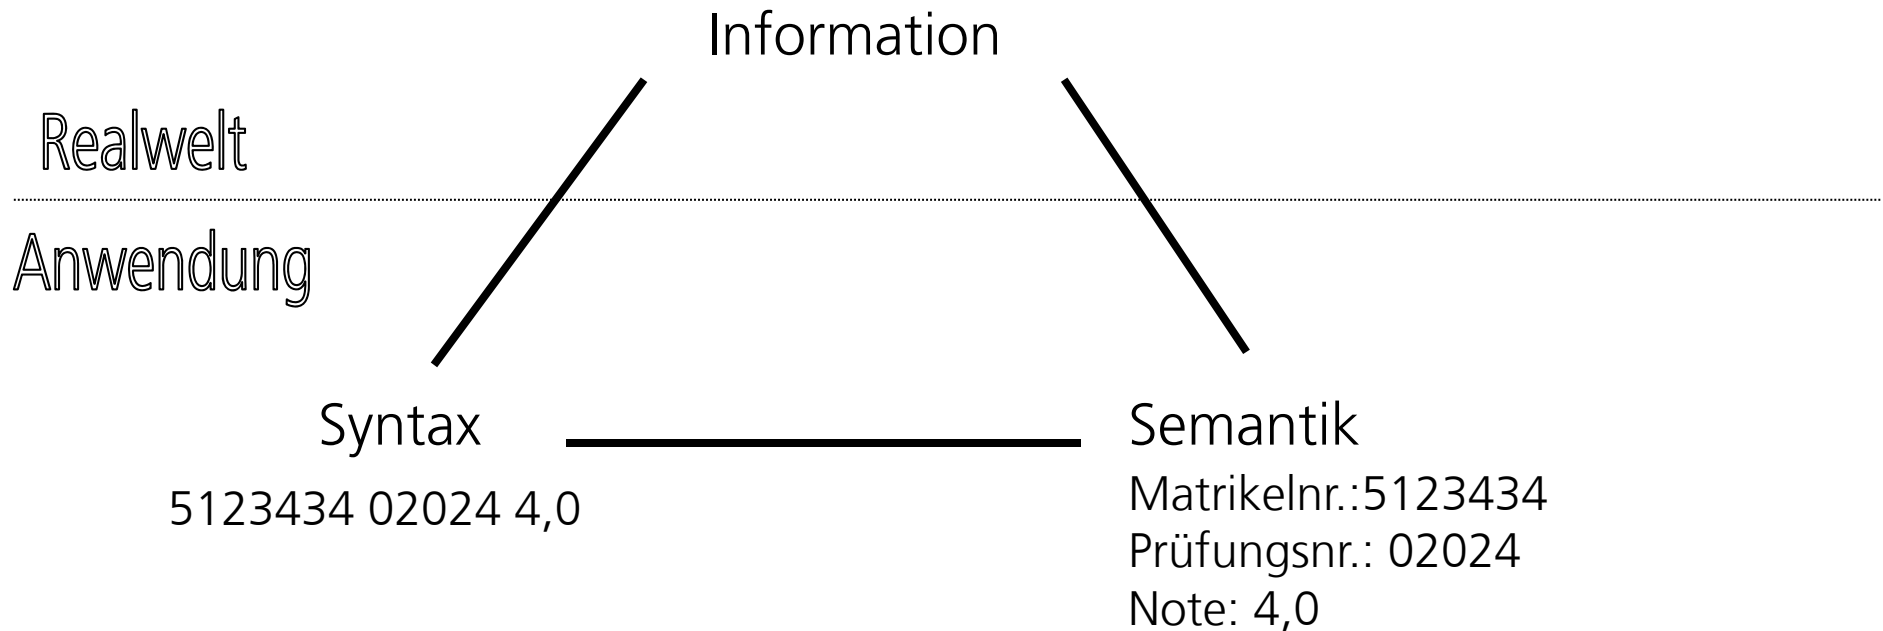 Information
Realwelt
Anwendung
Syntax
5123434 02024 4,0
Semantik
Matrikelnr.:5123434
Prüfungsnr.: 02024
Note: 4,0